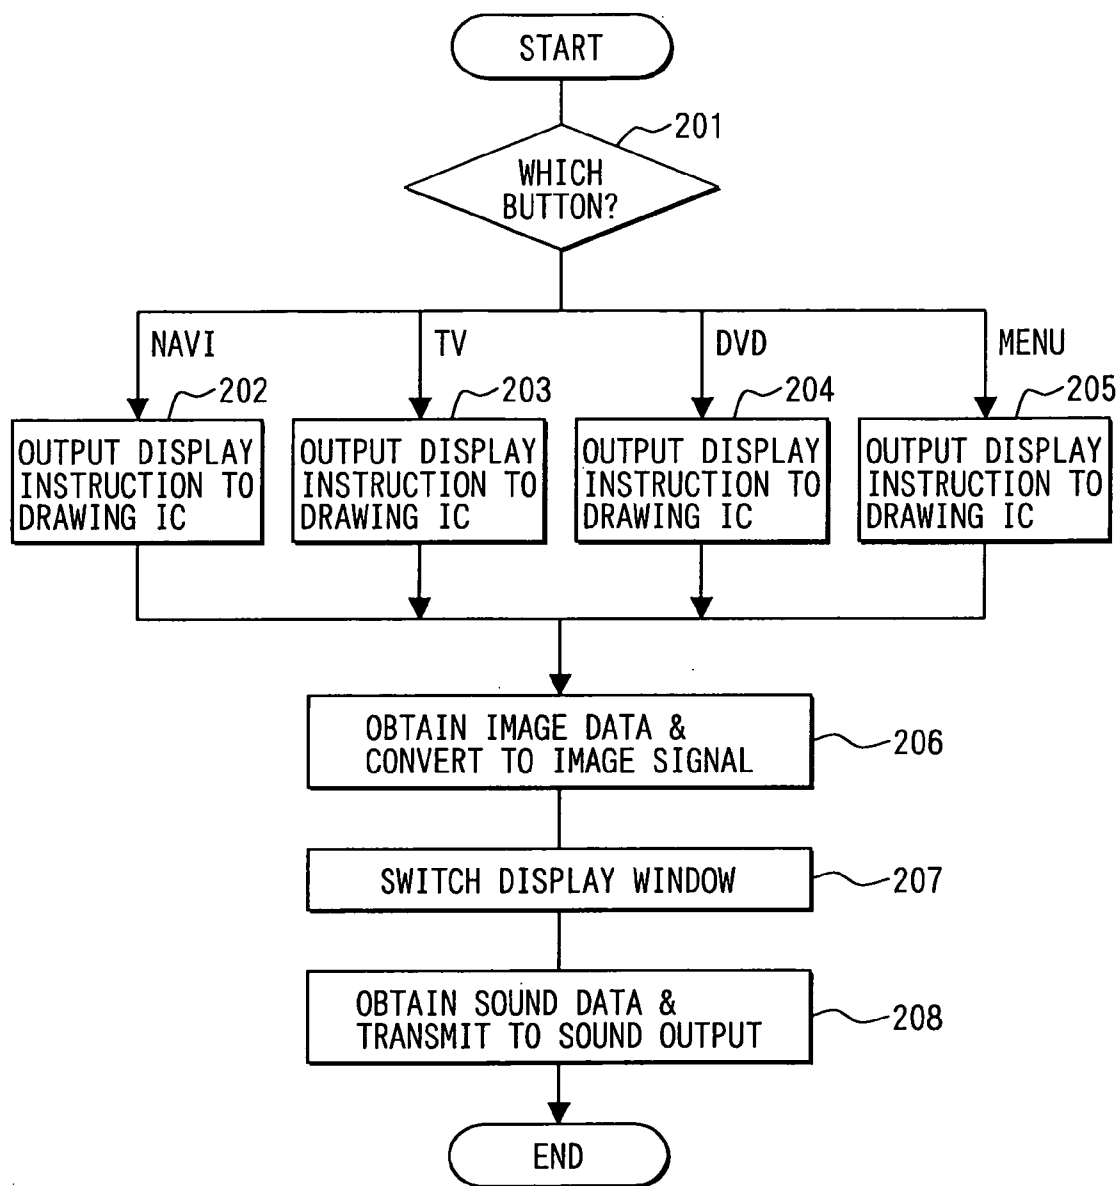 START
201
WHICH
BUTTON?
NAVI
TV
DVD
MENU
202
203
204
205
OUTPUT DISPLAY
INSTRUCTION TO
DRAWING IC
OUTPUT DISPLAY
INSTRUCTION TO
DRAWING IC
OUTPUT DISPLAY
INSTRUCTION TO
DRAWING IC
OUTPUT DISPLAY
INSTRUCTION TO
DRAWING IC
OBTAIN IMAGE DATA &
CONVERT TO IMAGE SIGNAL
206
SWITCH DISPLAY WINDOW
207
OBTAIN SOUND DATA &
TRANSMIT TO SOUND OUTPUT
208
END